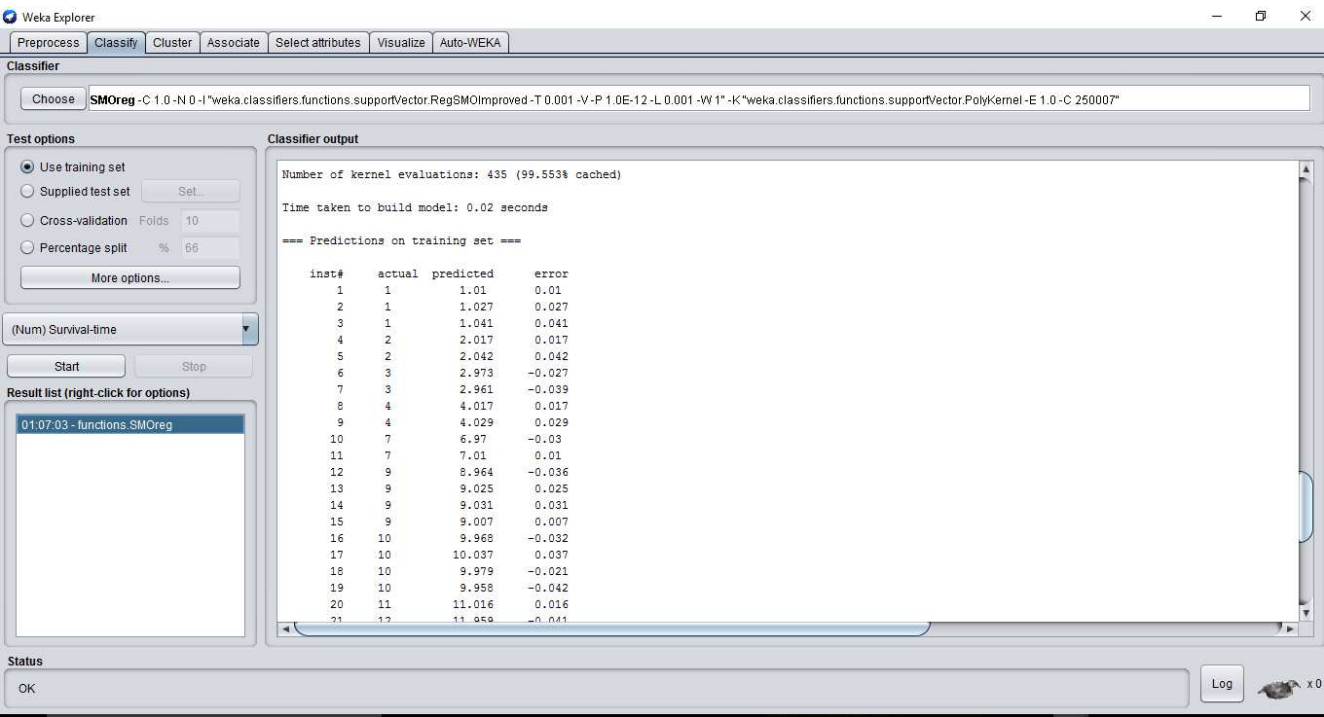 Weka Explorer
Preprocess Classify Cluster Associate Select attributes Visualize Auto-WEKA
Classifier
Choose SMOreg -C 1.0 -N 0 -I "weka.classifiers.functions.supportVector.RegSMOImproved -T 0.001 -V -P 1.0E-12 -L 0.001 -W 1" -K "weka.classifiers.functions.supportVector.PolyKernel -E 1.0 -C 250007"
Test options
Use training set
Supplied test set Set...
Cross-validation Folds 10
Percentage split % 66
More options...
(Num) Survival-time
Start Stop
Result list (right-click for options)
01:07:03 - functions.SMOreg
Classifier output
Number of kernel evaluations: 435 (99.553% cached)
Time taken to build model: 0.02 seconds
=== Predictions on training set ===
inst# actual predicted error
1 1 1.01 0.01
2 1 1.027 0.027
3 1 1.041 0.041
4 2 2.017 0.017
5 2 2.042 0.042
6 3 2.973 -0.027
7 3 2.961 -0.039
8 4 4.017 0.017
9 4 4.029 0.029
10 7 6.97 -0.03
11 7 7.01 0.01
12 9 8.964 -0.036
13 9 9.025 0.025
14 9 9.031 0.031
15 9 9.007 0.007
16 10 9.968 -0.032
17 10 10.037 0.037
18 10 9.979 -0.021
19 10 9.958 -0.042
20 11 11.016 0.016
21 12 11.959 -0.041
Status
OK
Log x 0